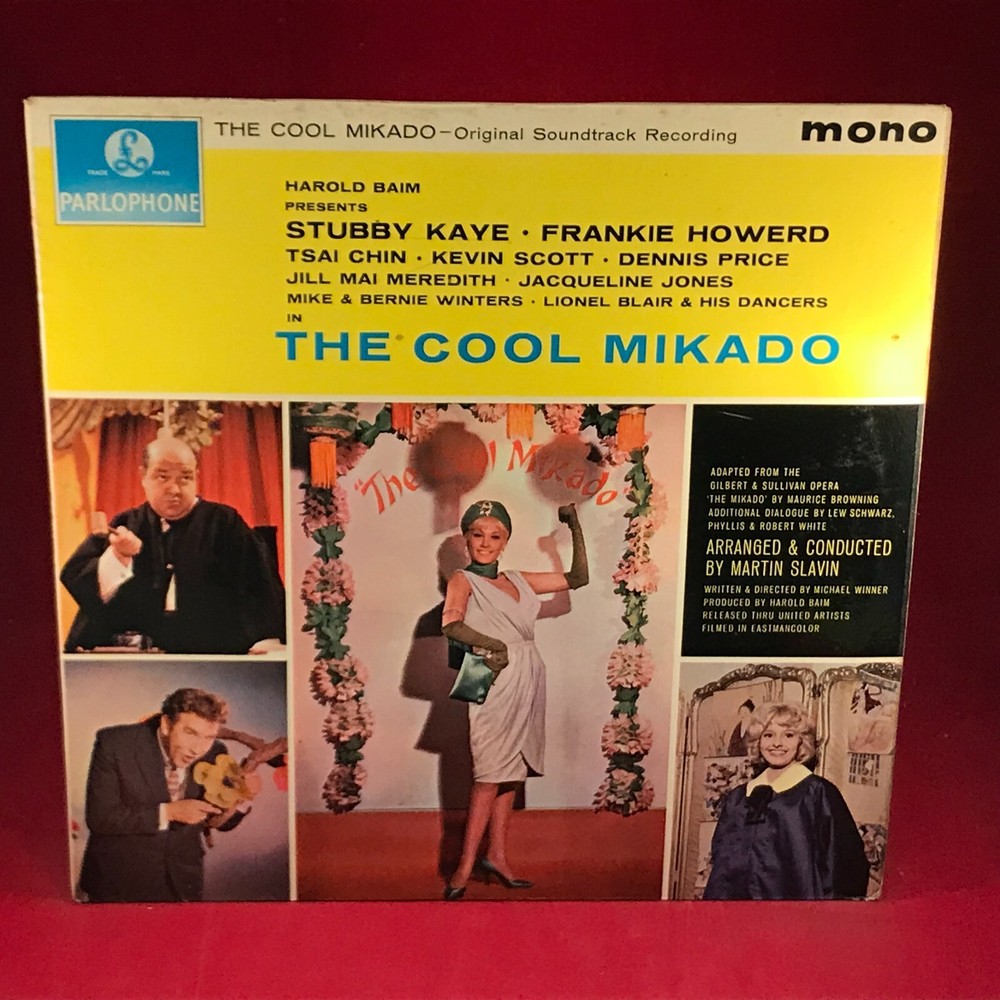 THE COOL MIKADO—Original Soundtrack Recording
mono
£
TRADE MARK
PARLOPHONE
HAROLD BAIM
PRESENTS
STUBBY KAYE · FRANKIE HOWERD
TSAI CHIN · KEVIN SCOTT · DENNIS PRICE
JILL MAI MEREDITH · JACQUELINE JONES
MIKE & BERNIE WINTERS · LIONEL BLAIR & HIS DANCERS
IN
THE COOL MIKADO
"The Cool Mikado"
ADAPTED FROM THE
GILBERT & SULLIVAN OPERA
'THE MIKADO' BY MAURICE BROWNING
ADDITIONAL DIALOGUE BY LEW SCHWARZ,
PHYLLIS & ROBERT WHITE
ARRANGED & CONDUCTED
BY MARTIN SLAVIN
WRITTEN & DIRECTED BY MICHAEL WINNER
PRODUCED BY HAROLD BAIM
RELEASED THRU UNITED ARTISTS
FILMED IN EASTMANCOLOR